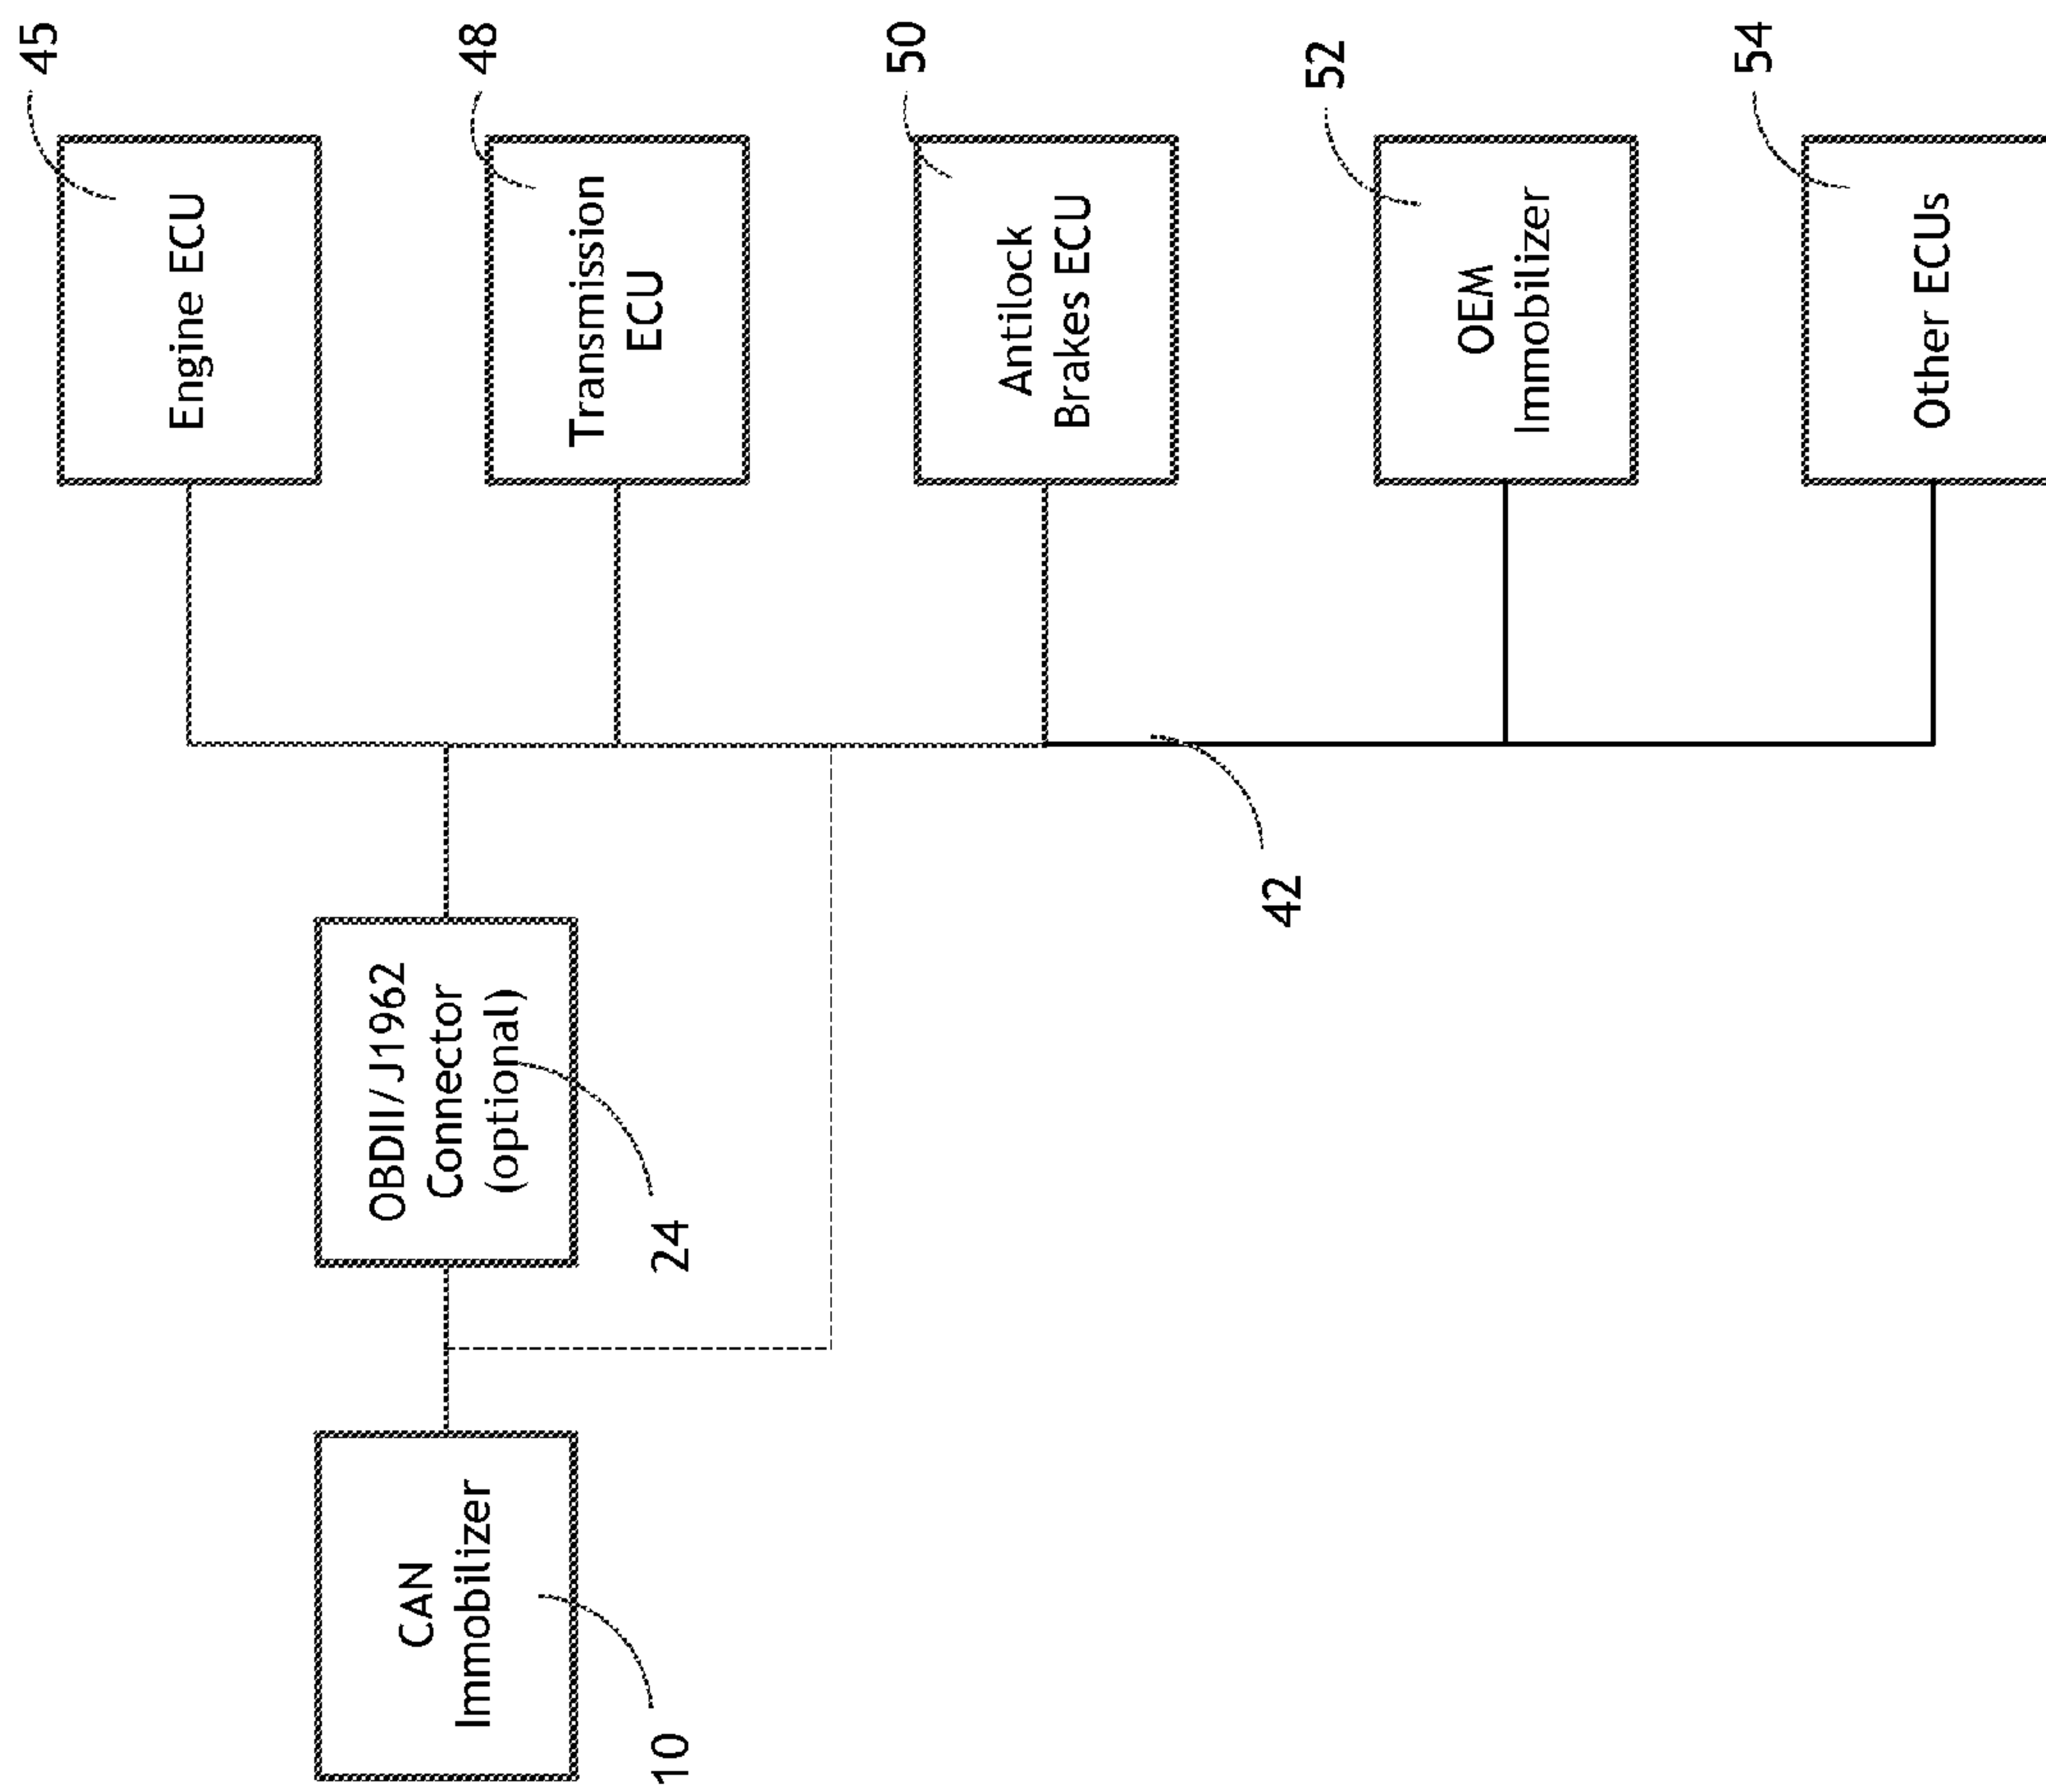 45
Engine ECU
48
Transmission
ECU
50
Antilock
Brakes ECU
52
OEM
Immobilizer
54
Other ECUs
42
OBDII/J1962
Connector
(optional)
24
CAN
Immobilizer
10